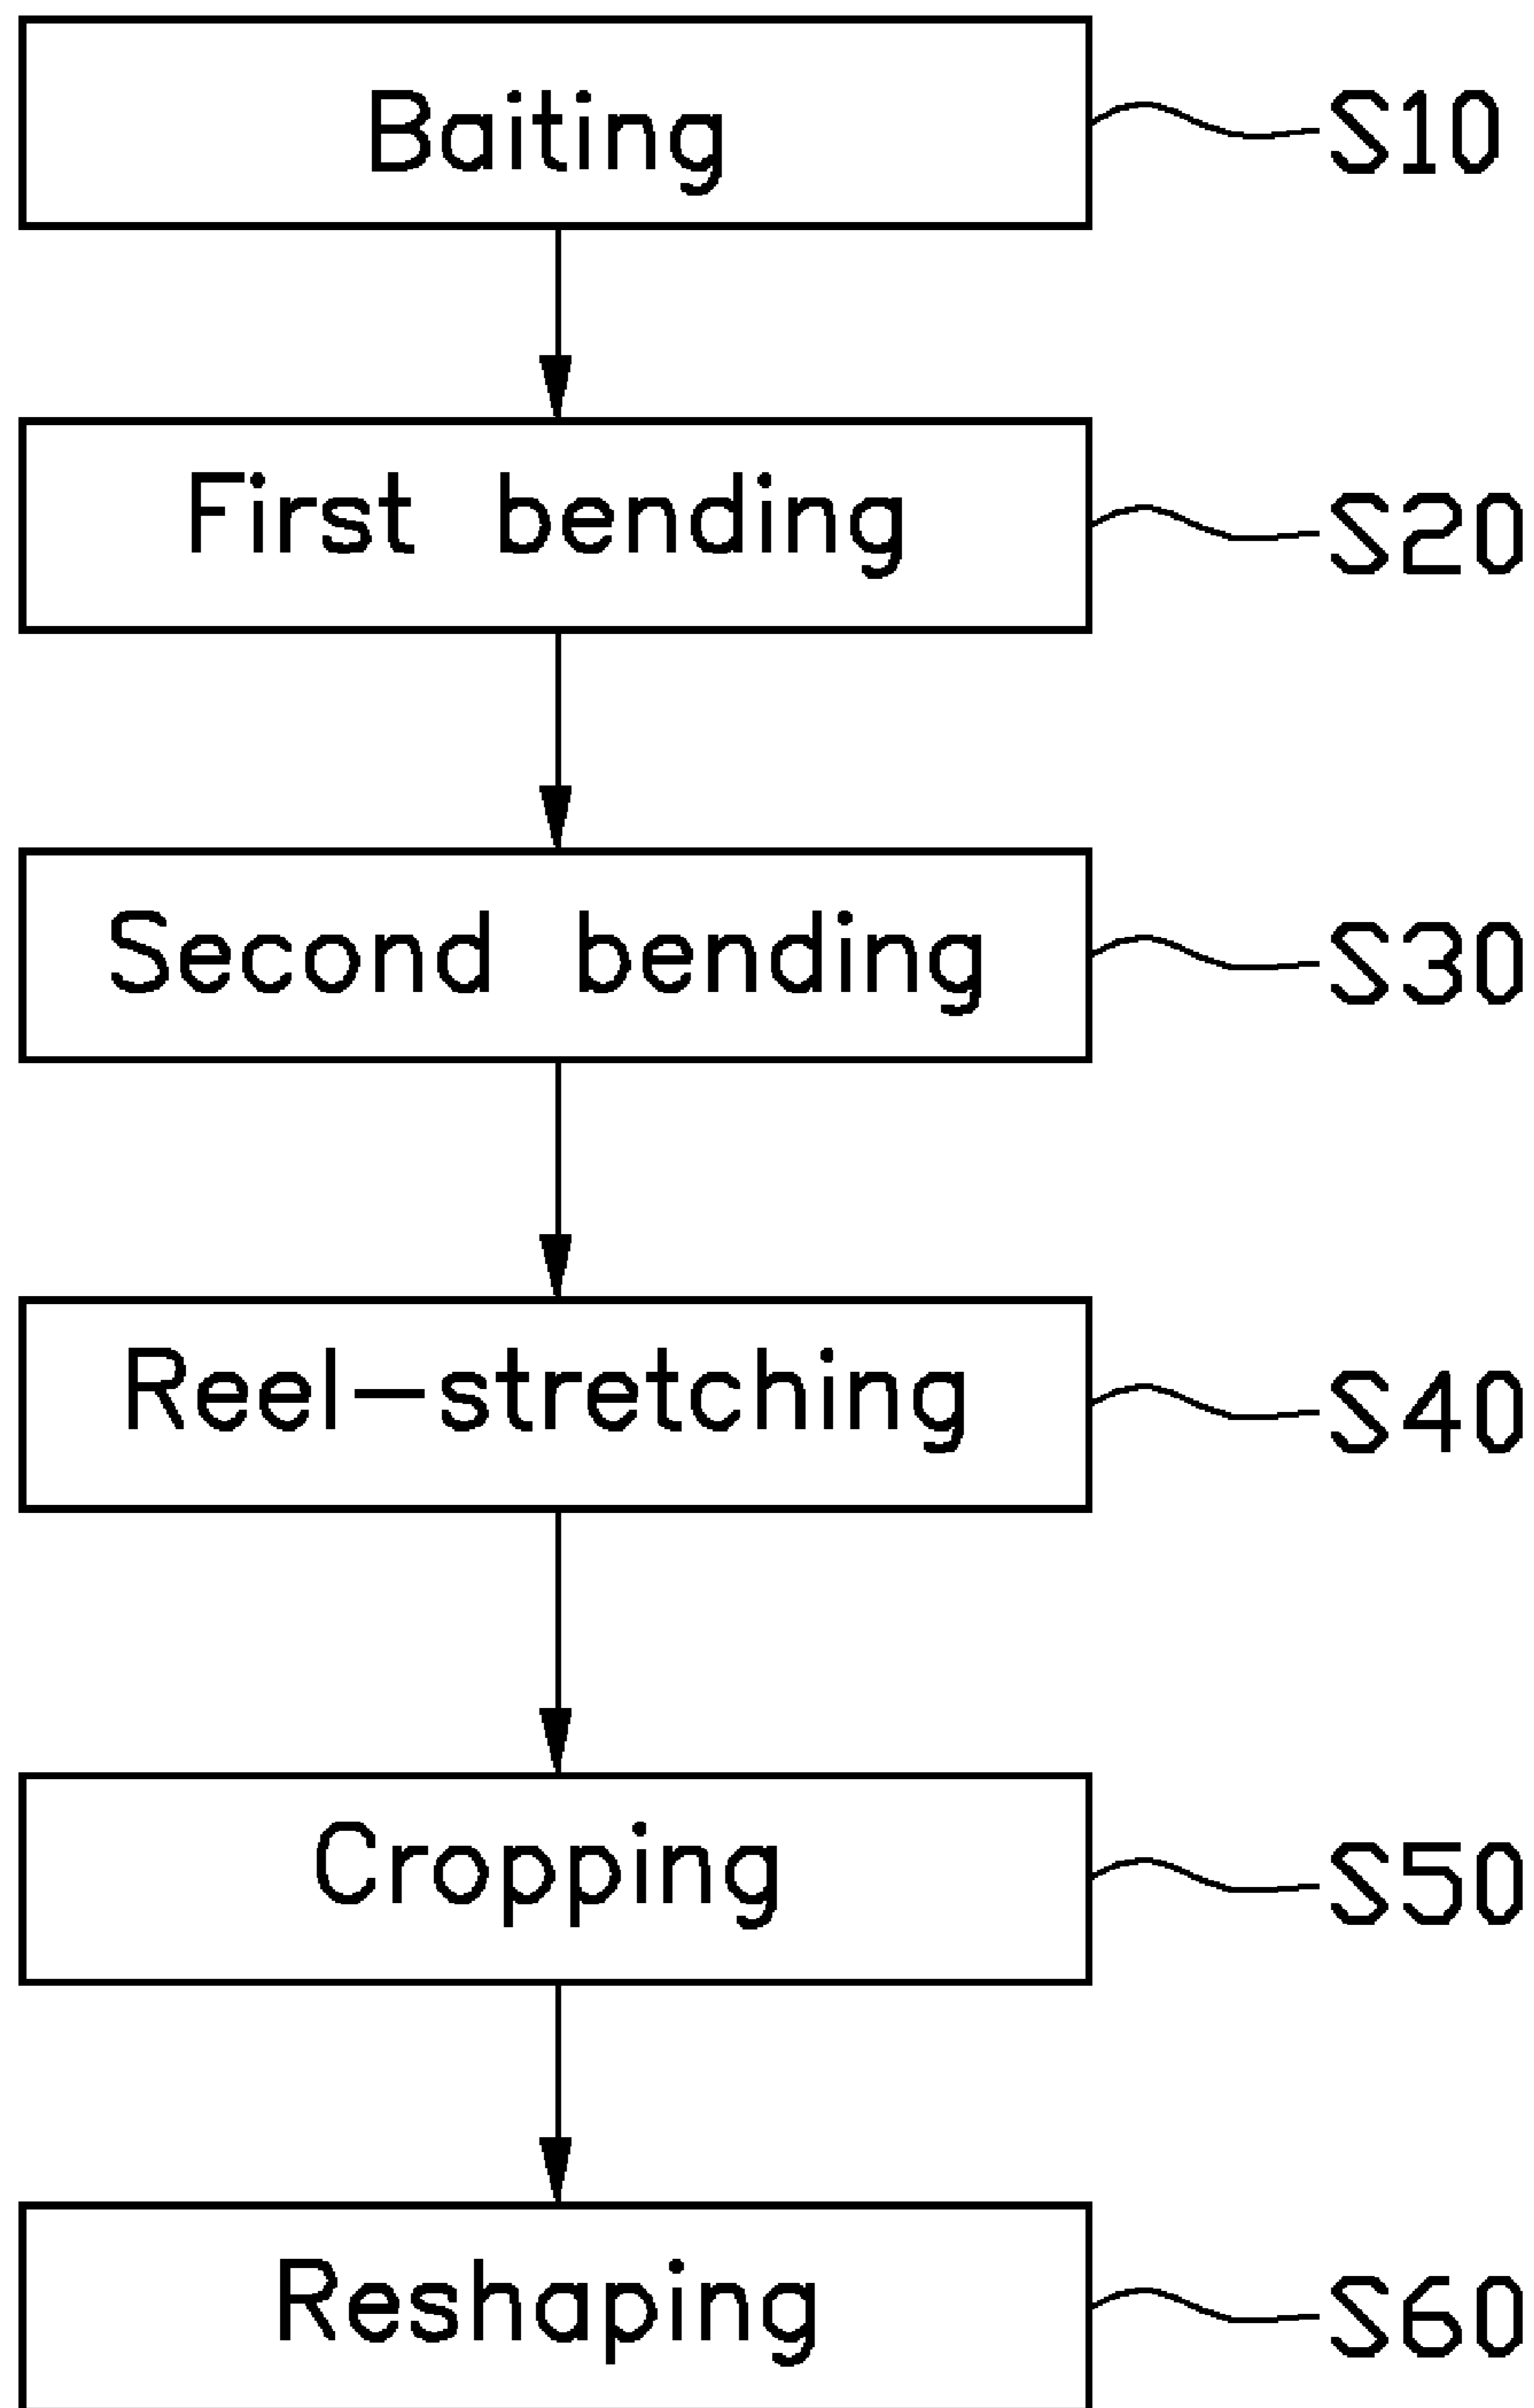 Baiting S10
First bending S20
Second bending S30
Reel-stretching S40
Cropping S50
Reshaping S60